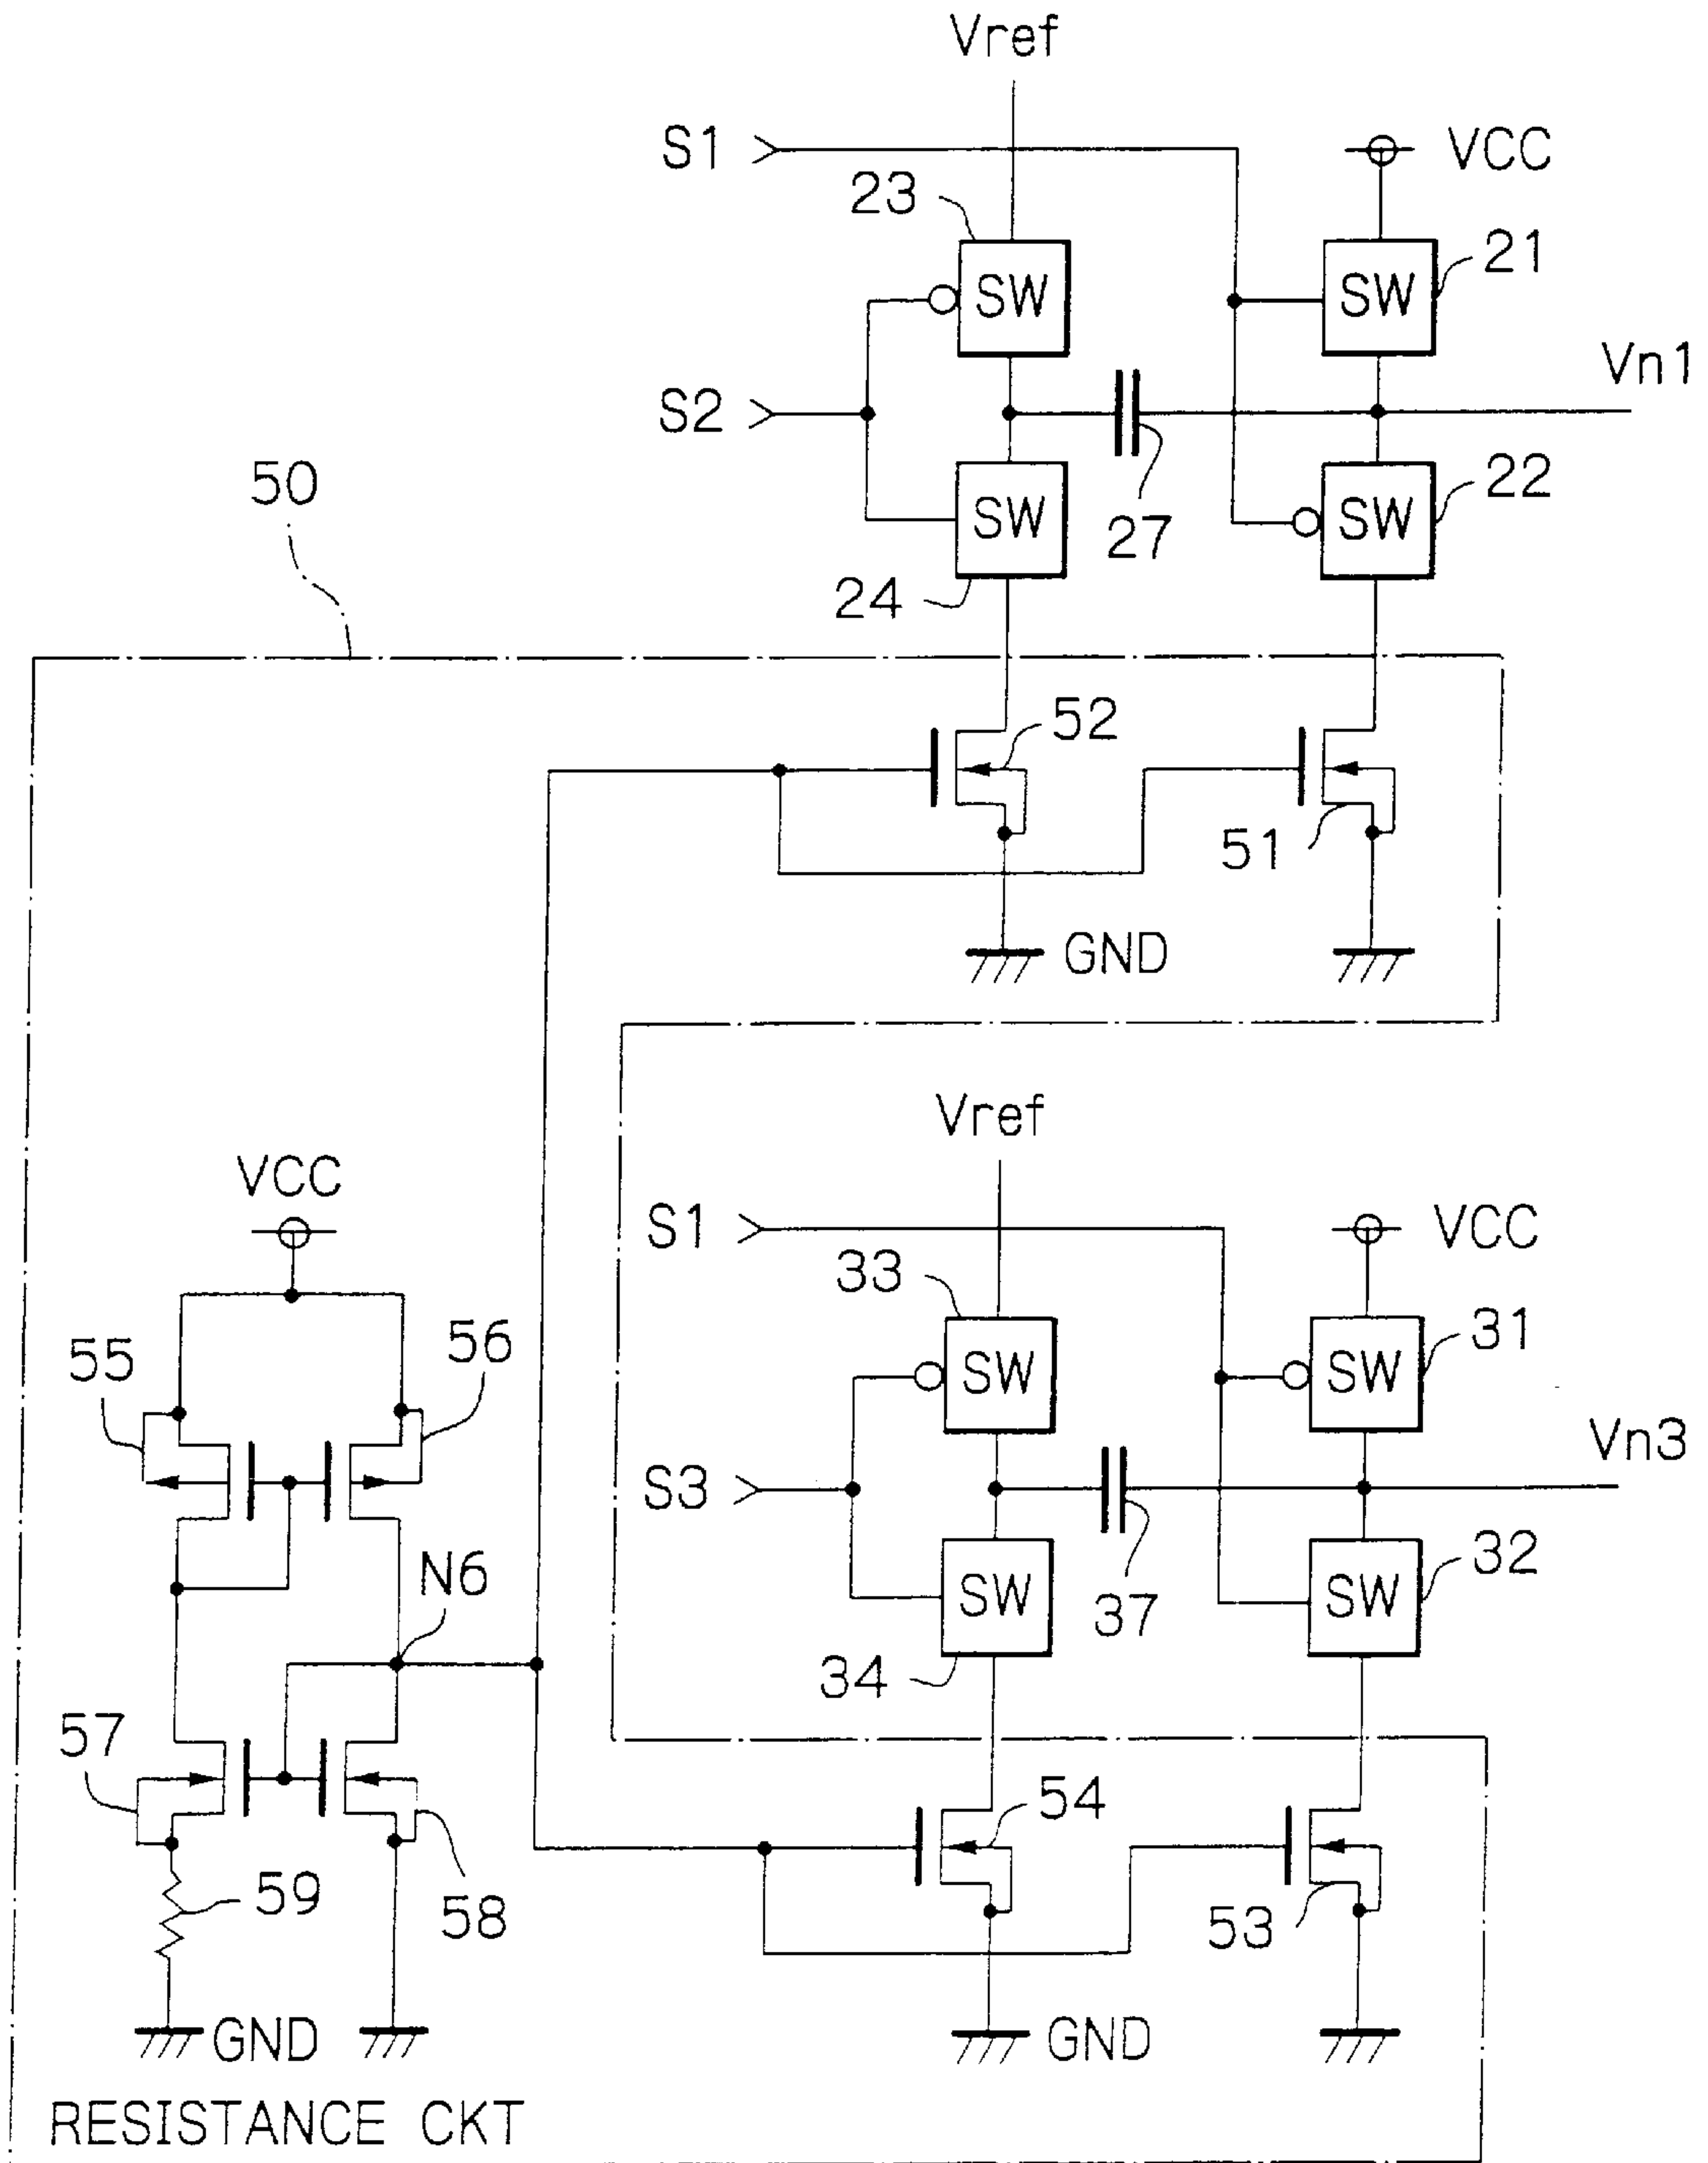 Vref
S1
VCC
23
SW
SW
21
Vn1
S2
50
SW
SW
22
27
24
52
51
GND
Vref
VCC
S1
VCC
33
55
56
SW
SW
31
Vn3
S3
N6
SW
SW
32
37
34
57
54
59
58
53
GND
GND
RESISTANCE CKT